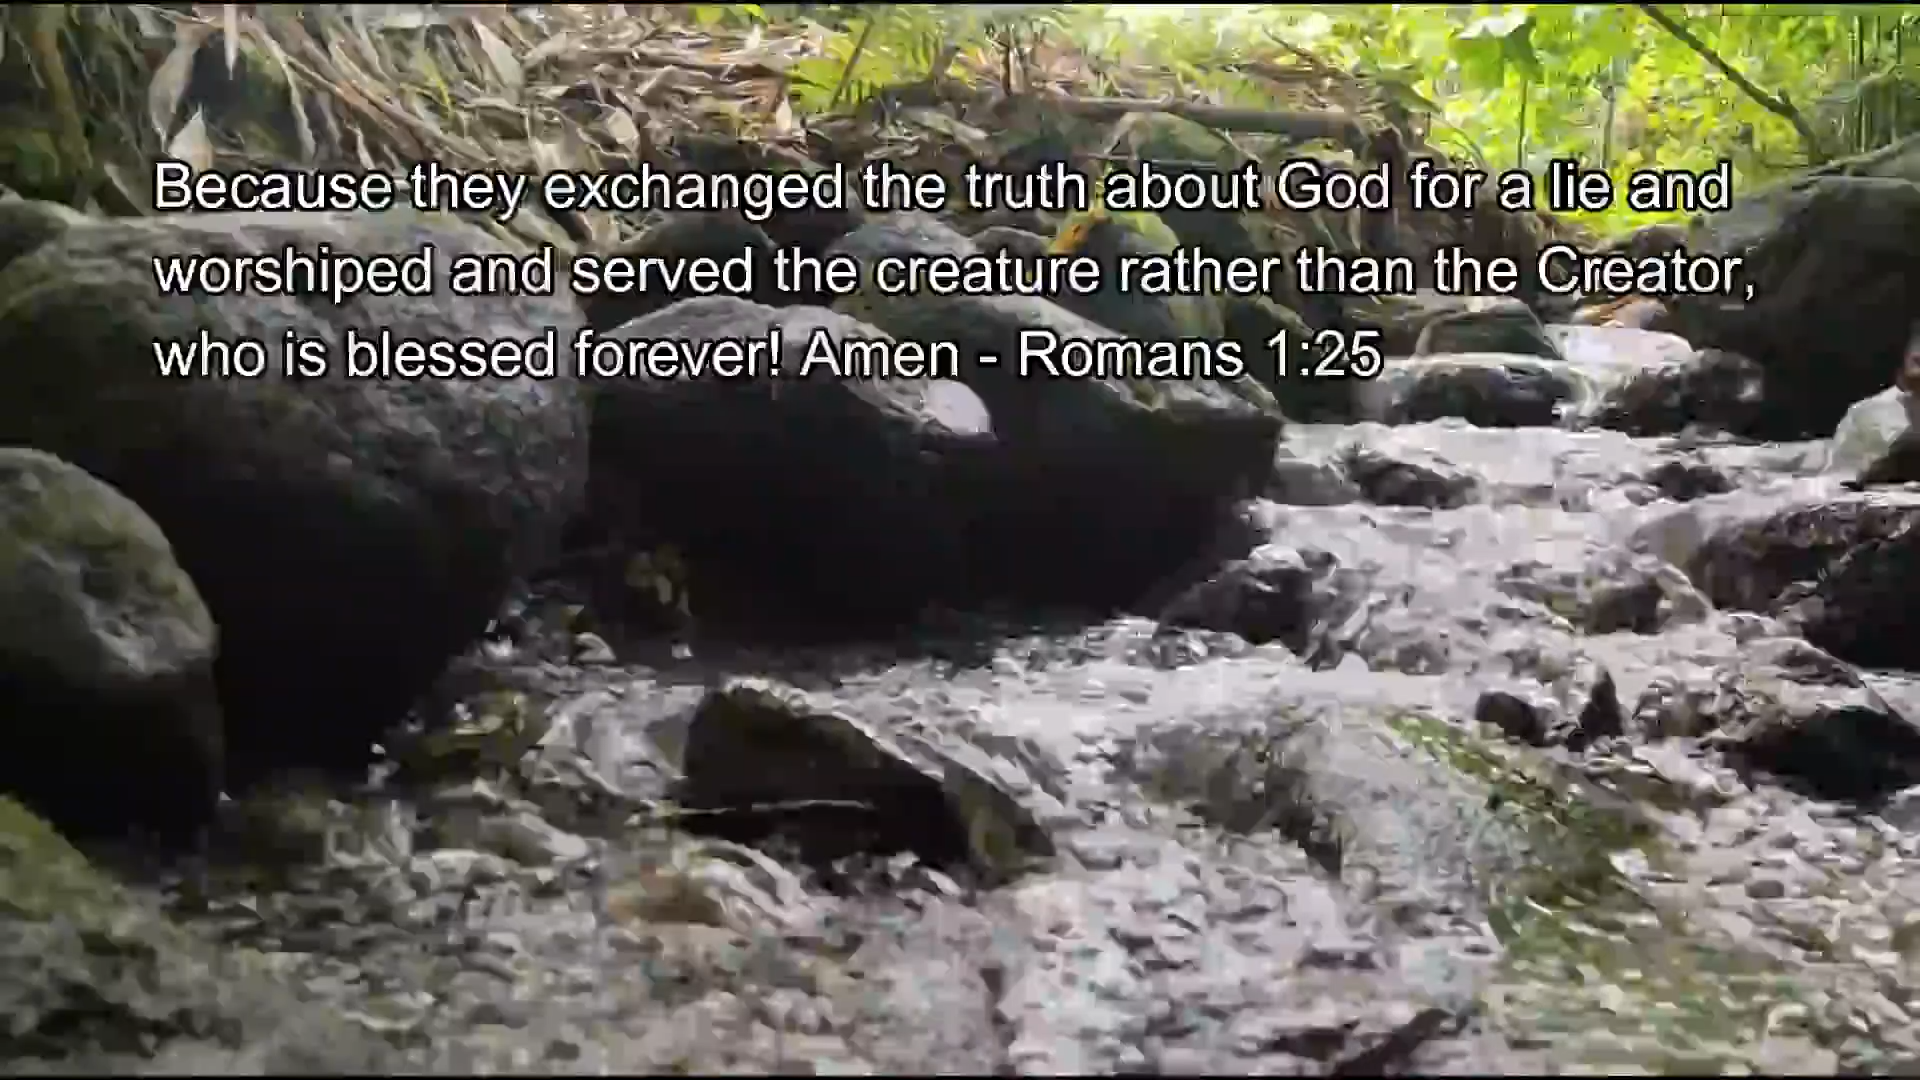 Because they exchanged the truth about God for a lie and
worshiped and served the creature rather than the Creator,
who is blessed forever! Amen - Romans 1:25